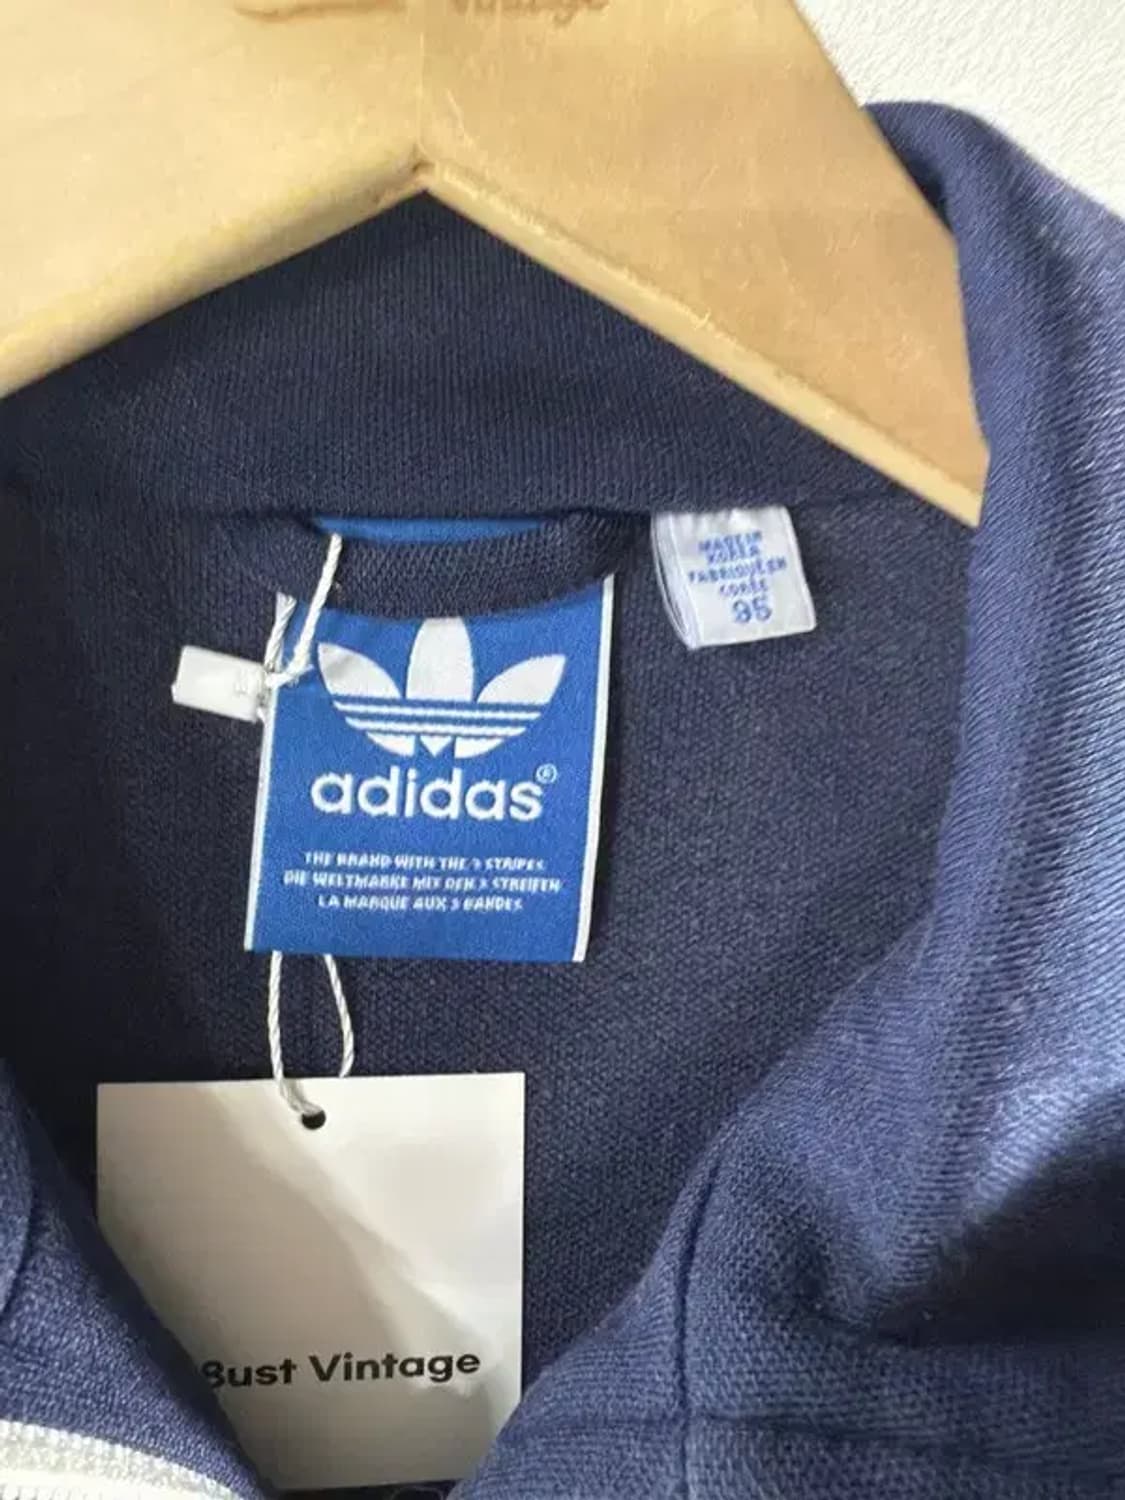 Vintage
MADE IN
KOREA
FABRIQUÉ EN
CORÉE
95
adidas®
THE BRAND WITH THE 3 STRIPES
DIE WELTMARKE MIT DEN 3 STREIFEN
LA MARQUE AUX 3 BANDES
Bust Vintage